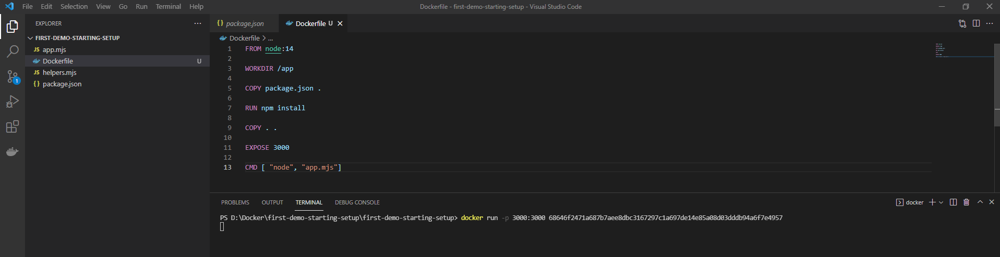 File Edit Selection View Go Run Terminal Help
Dockerfile - first-demo-starting-setup - Visual Studio Code
EXPLORER
FIRST-DEMO-STARTING-SETUP
JS app.mjs
Dockerfile U
JS helpers.mjs
{} package.json
1
{} package.json
Dockerfile U
Dockerfile > ...
1 FROM node:14
2
3 WORKDIR /app
4
5 COPY package.json .
6
7 RUN npm install
8
9 COPY . .
10
11 EXPOSE 3000
12
13 CMD [ "node", "app.mjs"]
PROBLEMS OUTPUT TERMINAL DEBUG CONSOLE
docker
PS D:\Docker\first-demo-starting-setup\first-demo-starting-setup> docker run -p 3000:3000 68646f2471a687b7aee8dbc3167297c1a697de14e85a08d03dddb94a6f7e4957